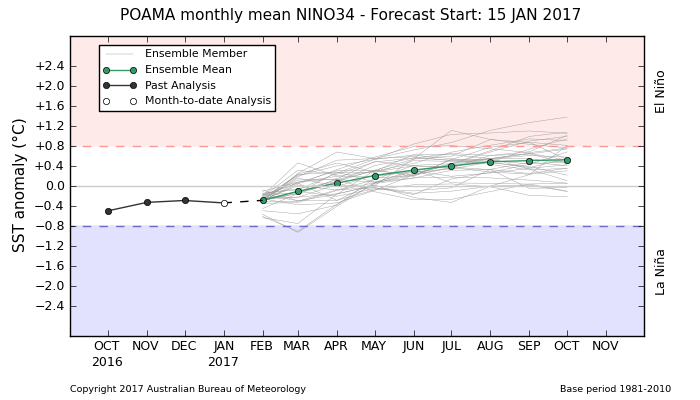 POAMA monthly mean NINO34 - Forecast Start: 15 JAN 2017
Ensemble Member
Ensemble Mean
Past Analysis
Month-to-date Analysis
SST anomaly (°C)
+2.4
+2.0
+1.6
+1.2
+0.8
+0.4
0.0
−0.4
−0.8
−1.2
−1.6
−2.0
−2.4
El Niño
La Niña
OCT NOV DEC JAN FEB MAR APR MAY JUN JUL AUG SEP OCT NOV
2016 2017
Copyright 2017 Australian Bureau of Meteorology Base period 1981-2010